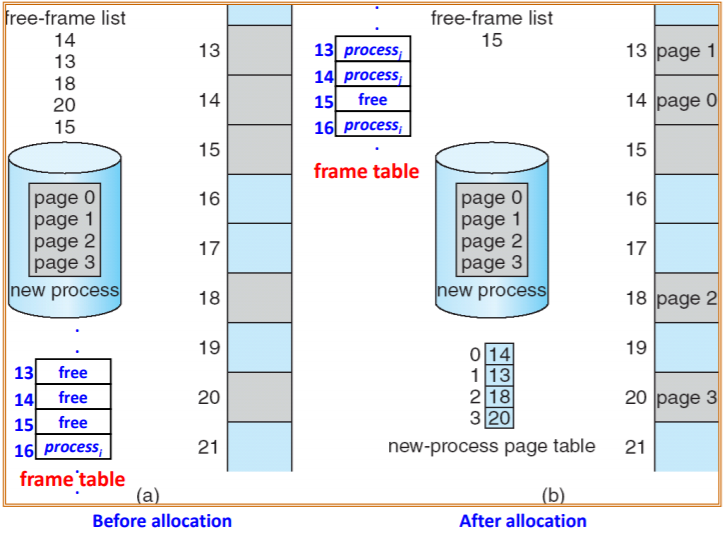 free-frame list
14
13
18
20
15
page 0
page 1
page 2
page 3
new process
13 free
14 free
15 free
16 processᵢ
frame table
13
14
15
16
17
18
19
20
21
(a)
Before allocation
free-frame list
15
13 processⱼ
14 processⱼ
15 free
16 processᵢ
frame table
page 0
page 1
page 2
page 3
new process
0 14
1 13
2 18
3 20
new-process page table
13 page 1
14 page 0
15
16
17
18 page 2
19
20 page 3
21
(b)
After allocation